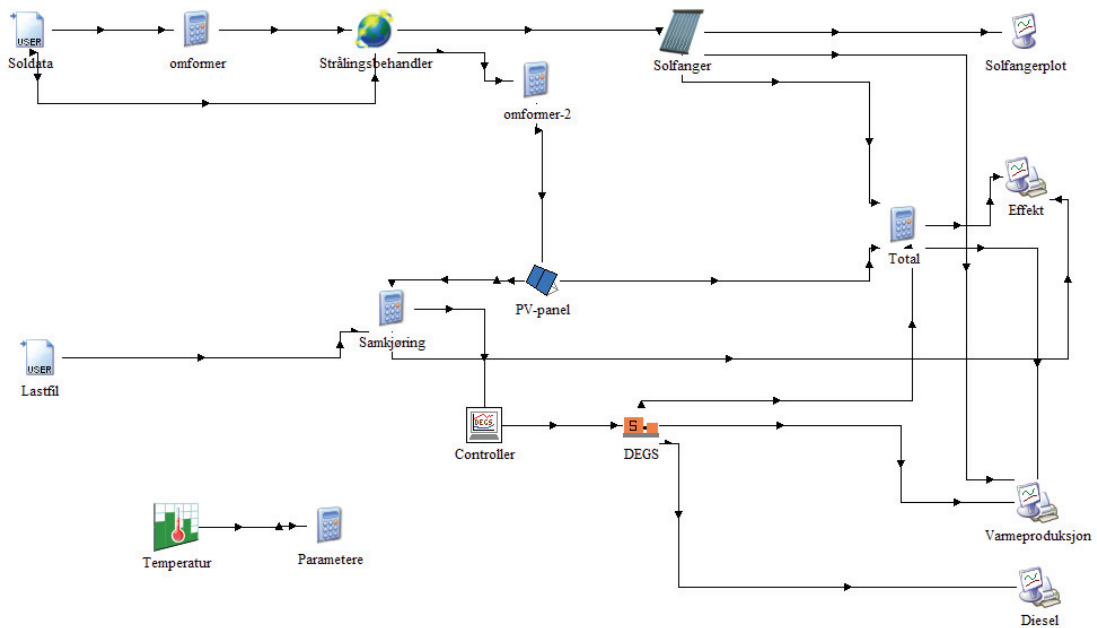 USER
Soldata
omformer
Strålingsbehandler
Solfanger
Solfangerplot
omformer-2
Effekt
Total
PV-panel
Samkjøring
USER
Lastfil
DEGS
Controller
S
DEGS
Temperatur
Parametere
Varmeproduksjon
Diesel